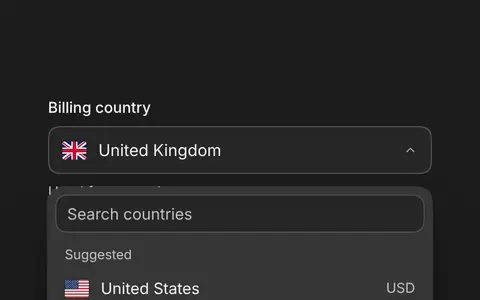 Billing country
United Kingdom
Search countries
Suggested
United States USD